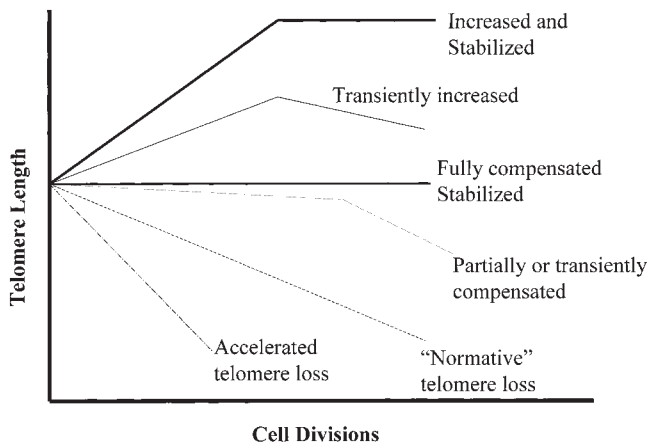 Increased and
Stabilized
Transiently increased
Fully compensated
Stabilized
Partially or transiently
compensated
Accelerated
telomere loss
“Normative”
telomere loss
Telomere Length
Cell Divisions